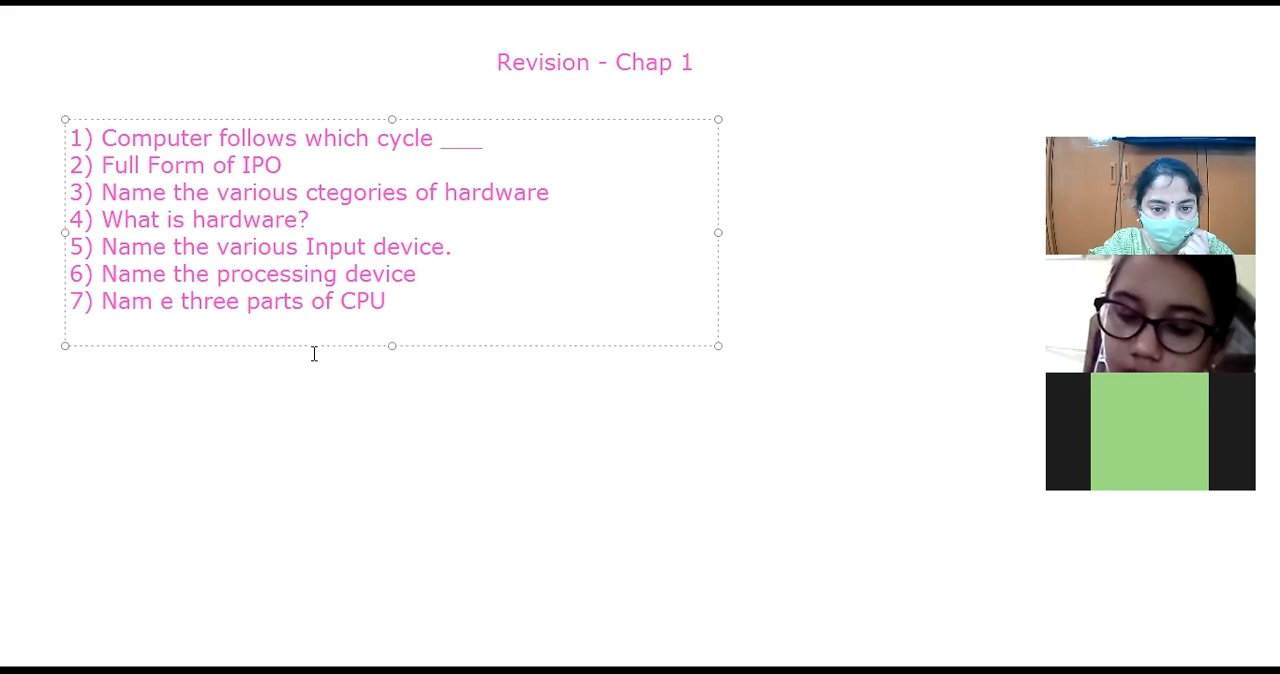 Revision - Chap 1
1) Computer follows which cycle ___
2) Full Form of IPO
3) Name the various ctegories of hardware
4) What is hardware?
5) Name the various Input device.
6) Name the processing device
7) Nam e three parts of CPU